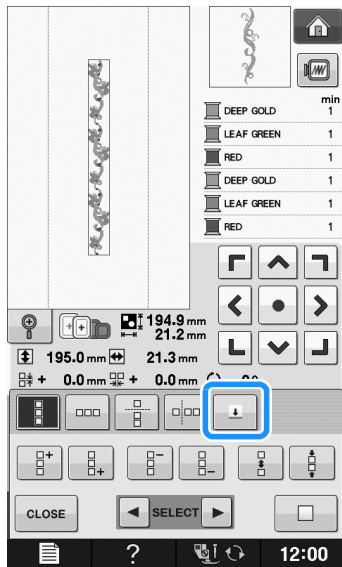 min
DEEP GOLD 1
LEAF GREEN 1
RED 1
DEEP GOLD 1
LEAF GREEN 1
RED 1
194.9 mm
21.2 mm
195.0 mm 21.3 mm
+ 0.0 mm + 0.0 mm
CLOSE SELECT
? 12:00